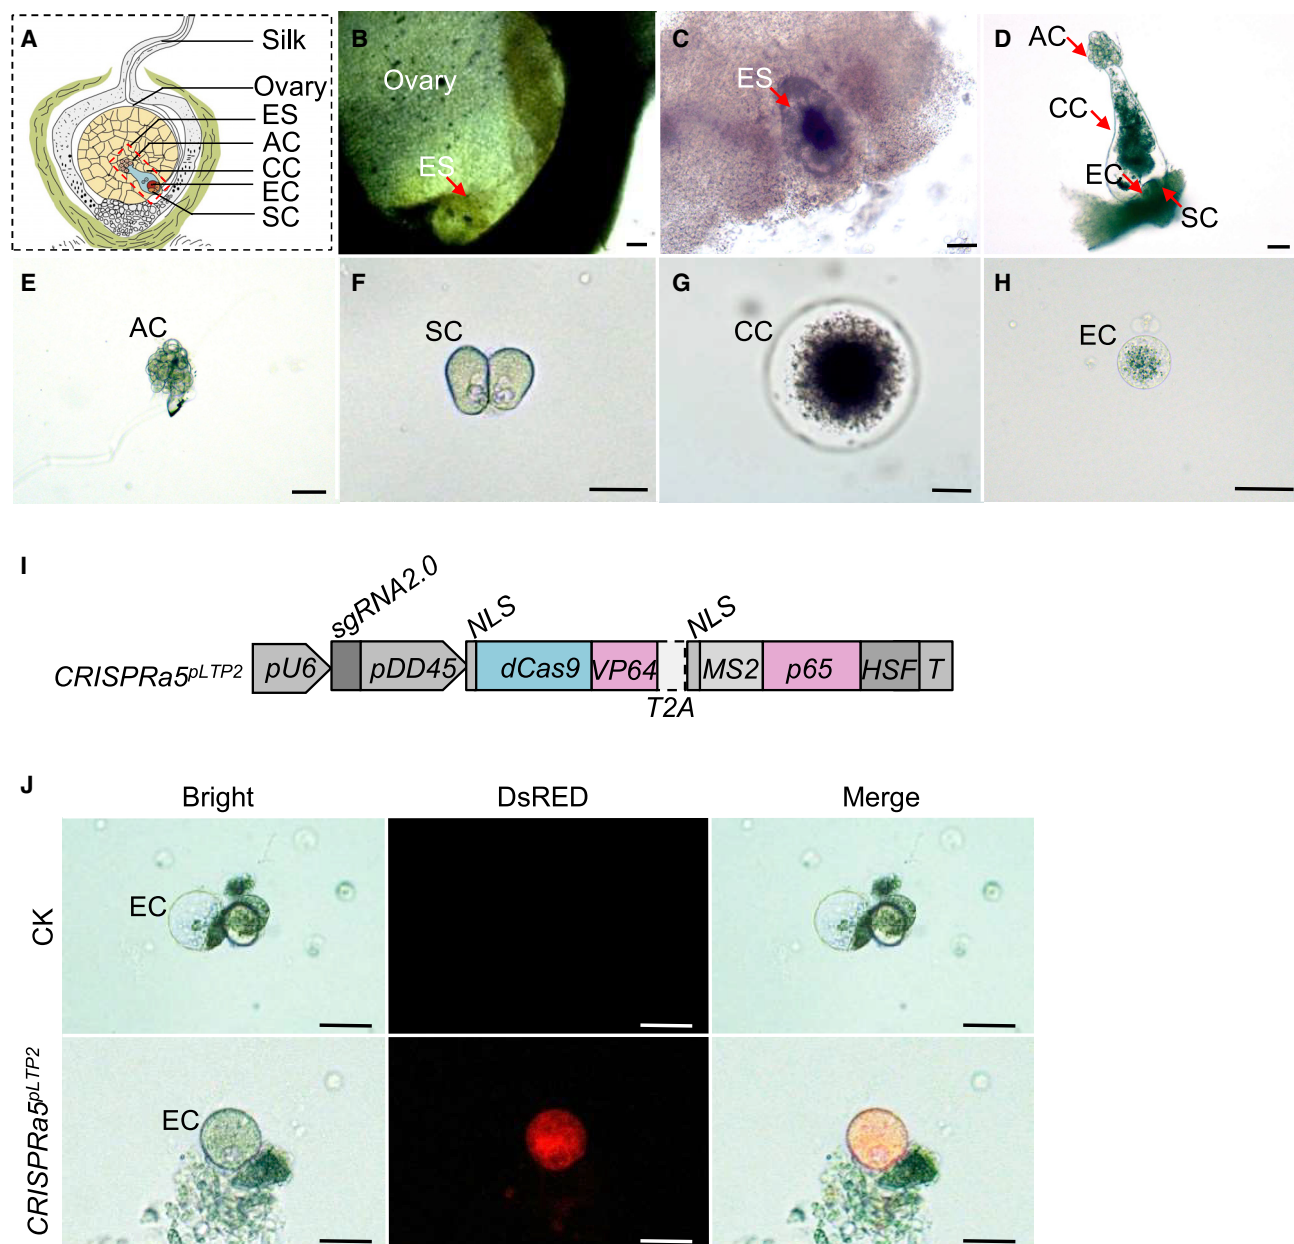 A
Silk
Ovary
ES
AC
CC
EC
SC
B
Ovary
ES
C
ES
D
AC
CC
EC
SC
E
AC
F
SC
G
CC
H
EC
I
sgRNA2.0
NLS
NLS
CRISPRa5pLTP2
pU6
pDD45
dCas9
VP64
MS2
p65
HSF
T
T2A
J
Bright
DsRED
Merge
CK
EC
CRISPRa5pLTP2
EC